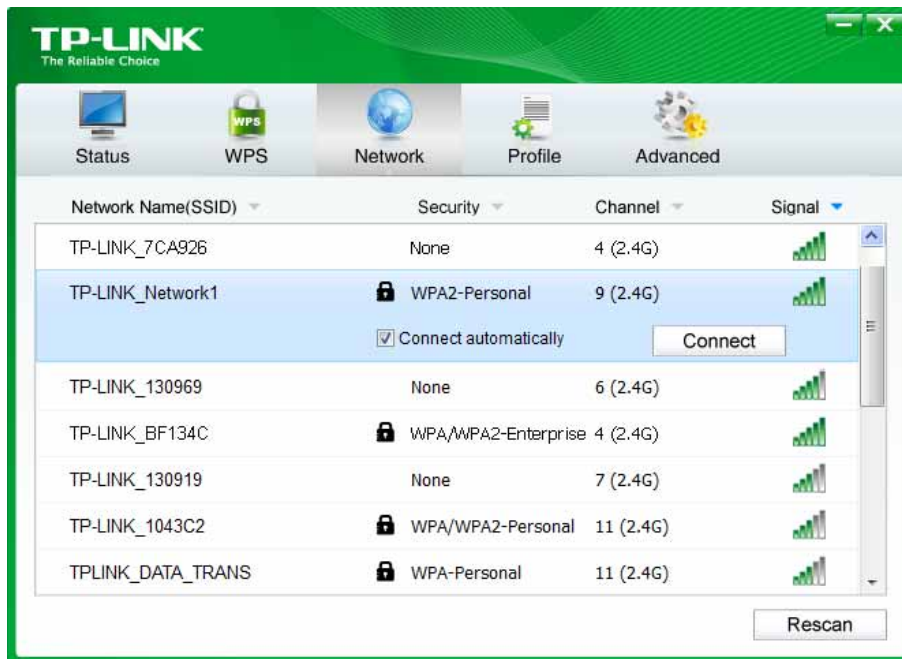 TP-LINK
The Reliable Choice
WPS
Status WPS Network Profile Advanced
Network Name(SSID) Security Channel Signal
TP-LINK_7CA926 None 4 (2.4G)
TP-LINK_Network1 WPA2-Personal 9 (2.4G)
Connect automatically Connect
TP-LINK_130969 None 6 (2.4G)
TP-LINK_BF134C WPA/WPA2-Enterprise 4 (2.4G)
TP-LINK_130919 None 7 (2.4G)
TP-LINK_1043C2 WPA/WPA2-Personal 11 (2.4G)
TPLINK_DATA_TRANS WPA-Personal 11 (2.4G)
Rescan